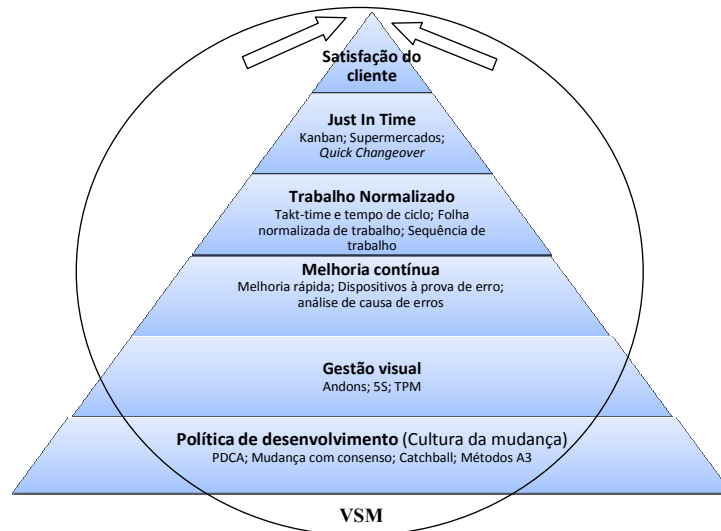 Satisfação do
cliente
Just In Time
Kanban; Supermercados;
Quick Changeover
Trabalho Normalizado
Takt-time e tempo de ciclo; Folha
normalizada de trabalho; Sequência de
trabalho
Melhoria contínua
Melhoria rápida; Dispositivos à prova de erro;
análise de causa de erros
Gestão visual
Andons; 5S; TPM
Política de desenvolvimento (Cultura da mudança)
PDCA; Mudança com consenso; Catchball; Métodos A3
VSM